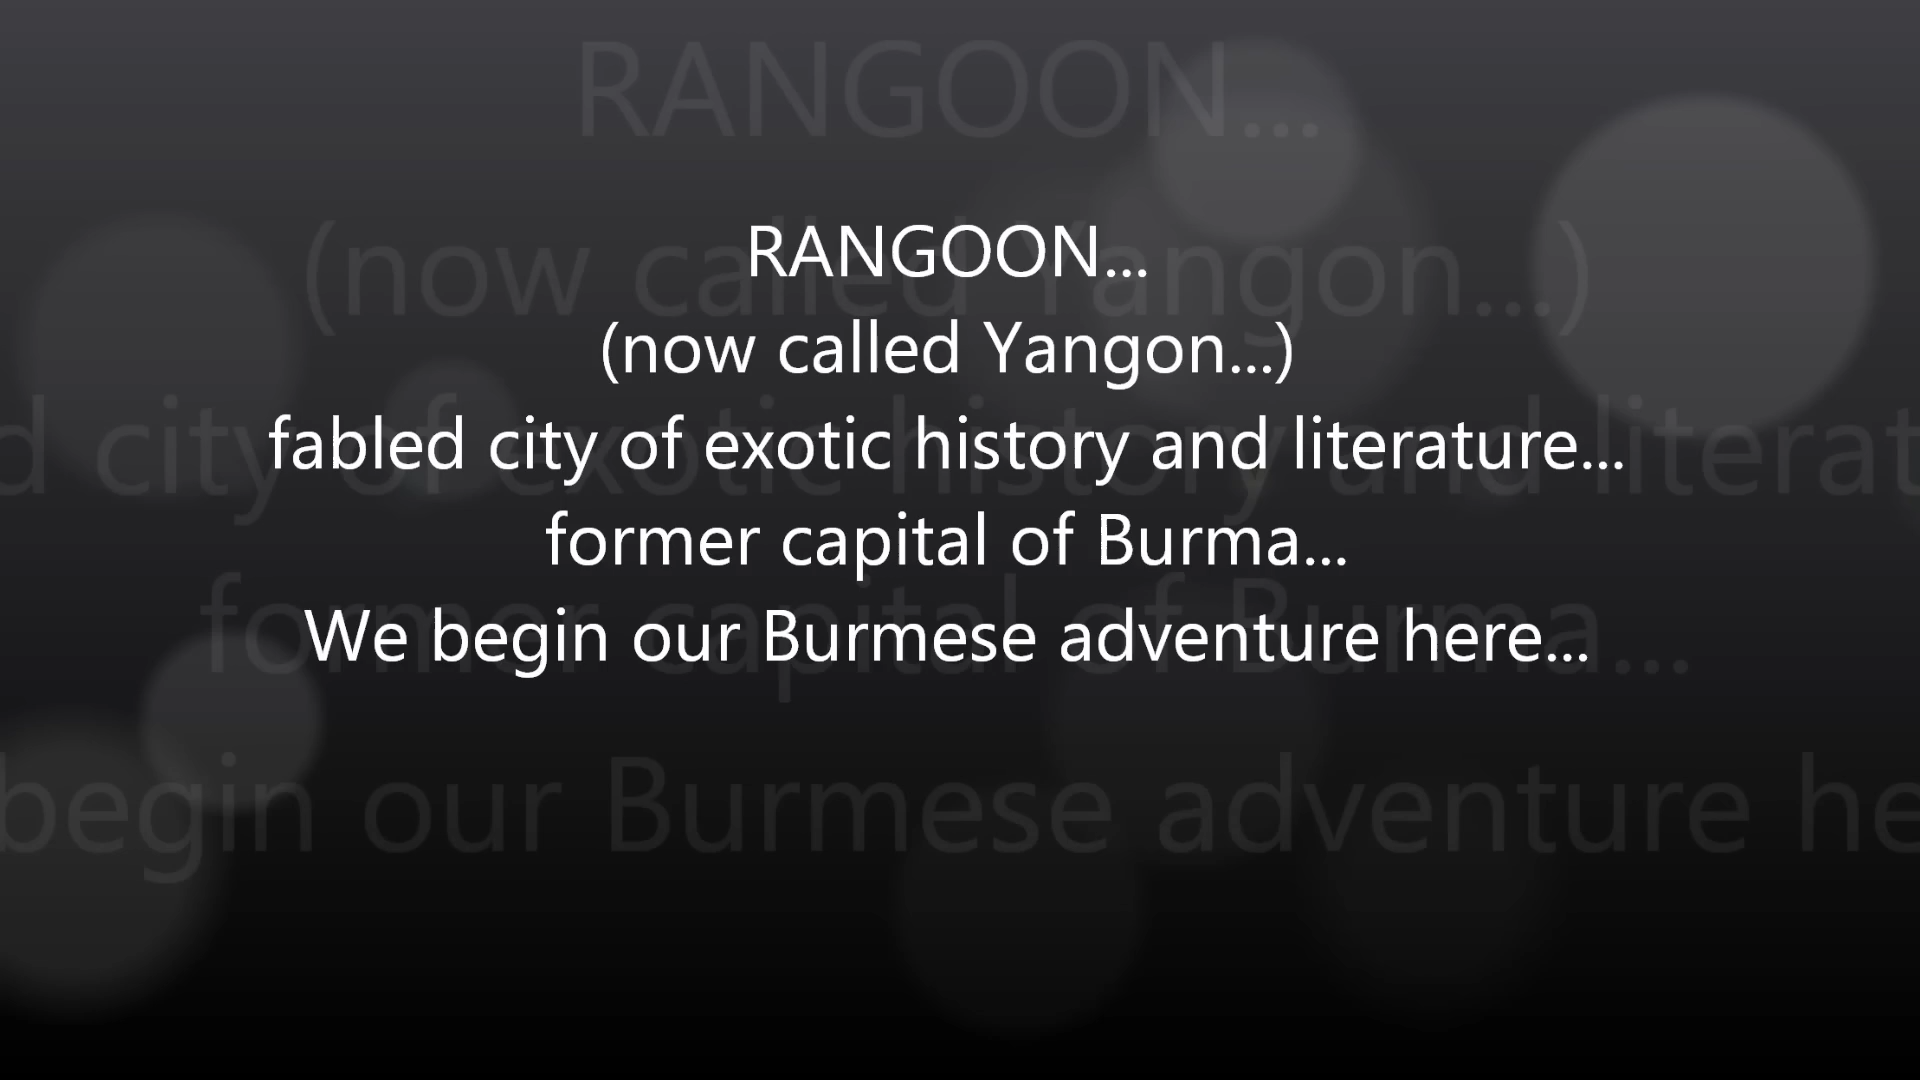 RANGOON...
(now called Yangon...)
fabled city of exotic history and literature...
former capital of Burma...
We begin our Burmese adventure here...